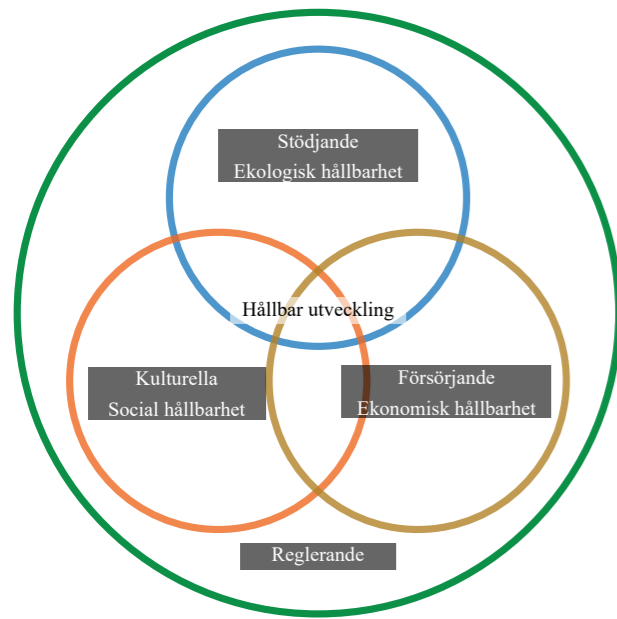 Stödjande
Ekologisk hållbarhet
Hållbar utveckling
Kulturella
Social hållbarhet
Försörjande
Ekonomisk hållbarhet
Reglerande